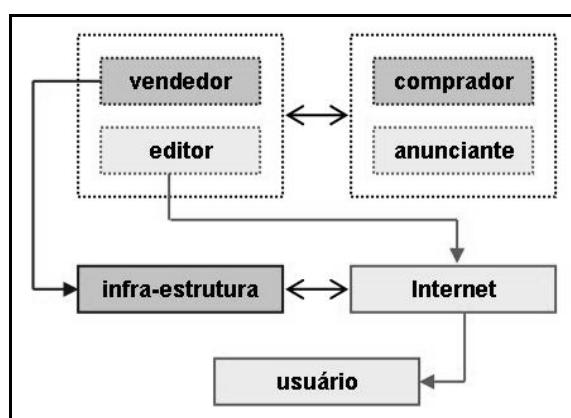 vendedor
comprador
editor
anunciante
infra-estrutura
Internet
usuário